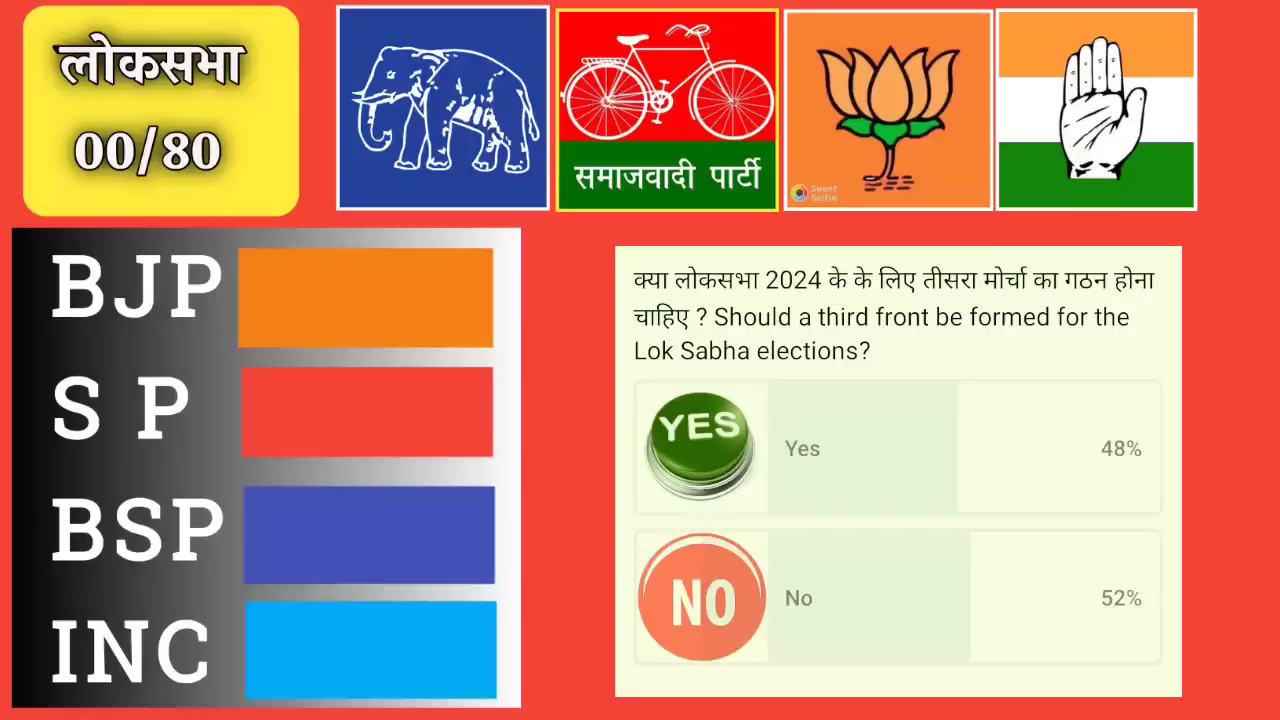 लोकसभा
00/80
समाजवादी पार्टी
Sweet
Selfie
BJP
S P
BSP
INC
क्या लोकसभा 2024 के के लिए तीसरा मोर्चा का गठन होना
चाहिए ? Should a third front be formed for the
Lok Sabha elections?
YES
Yes
48%
NO
No
52%